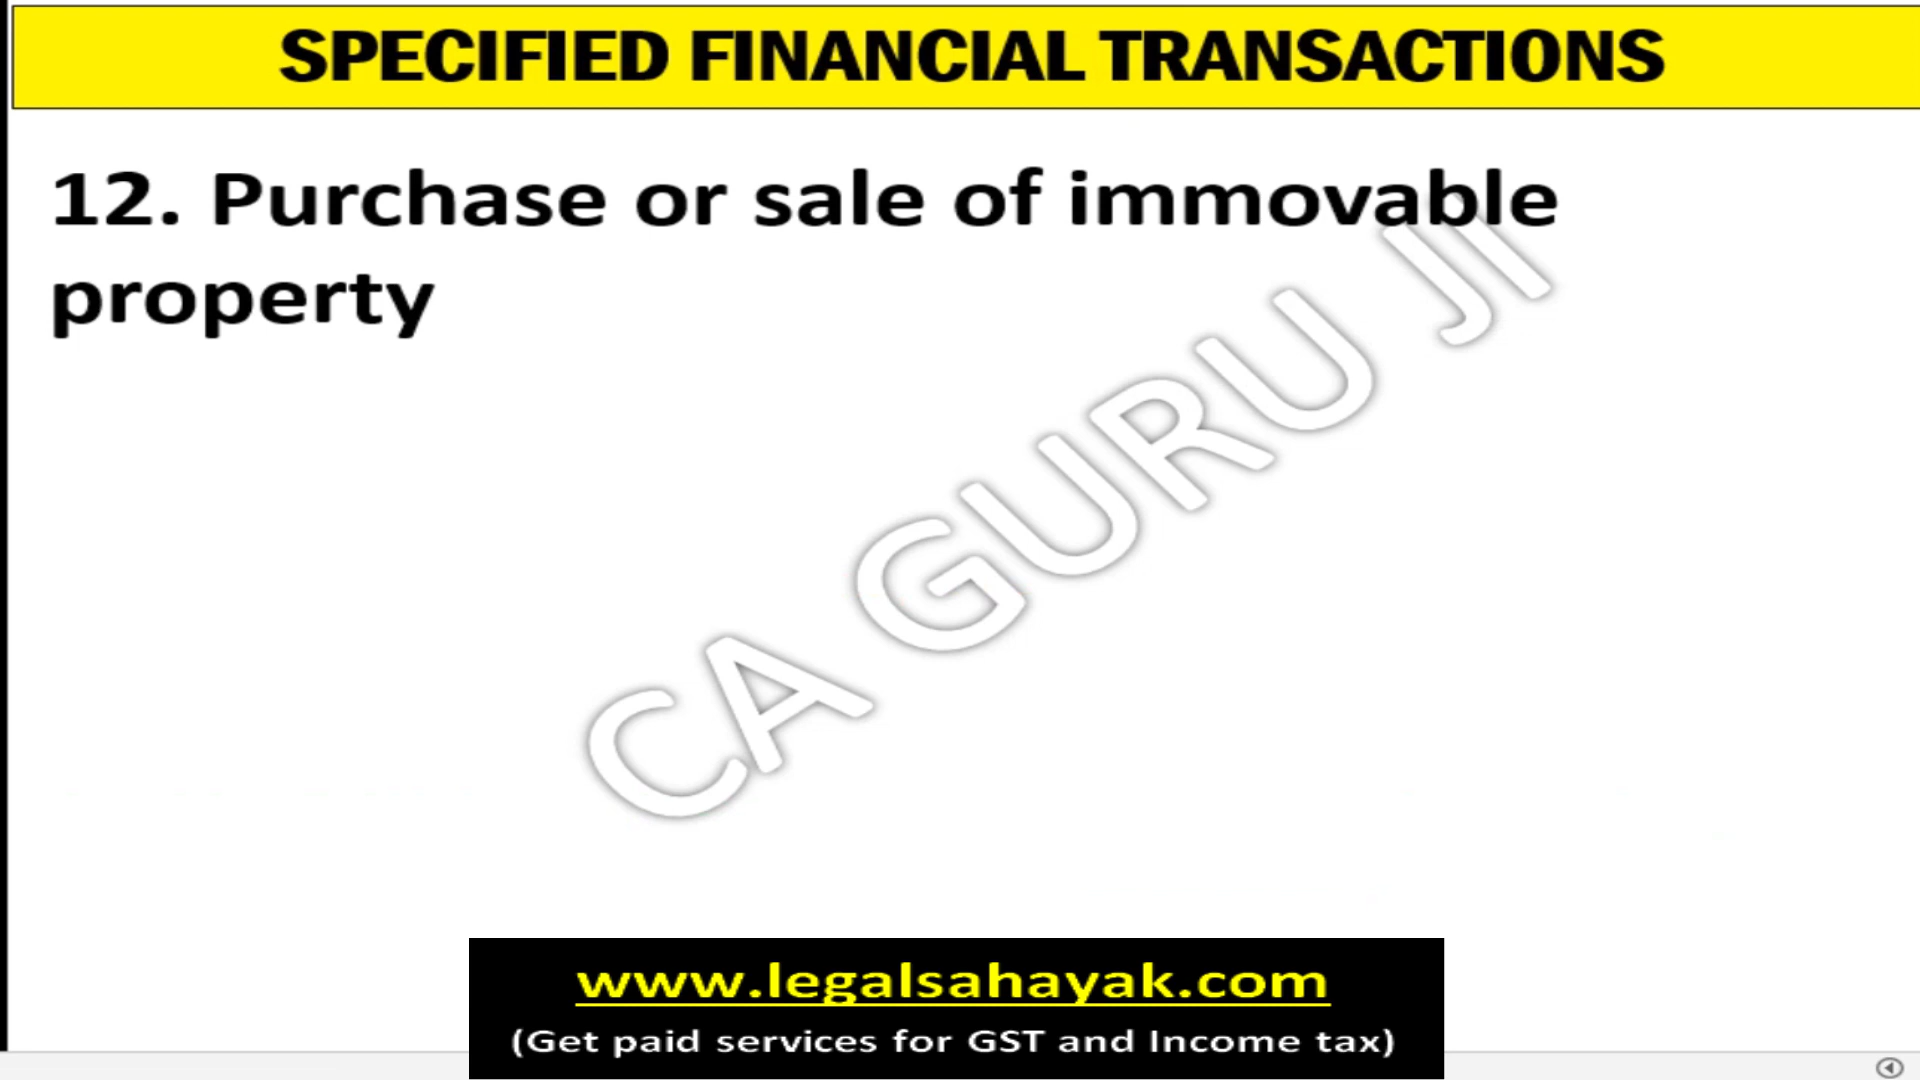 SPECIFIED FINANCIAL TRANSACTIONS
12. Purchase or sale of immovable
property
CA GURU JI
www.legalsahayak.com
(Get paid services for GST and Income tax)